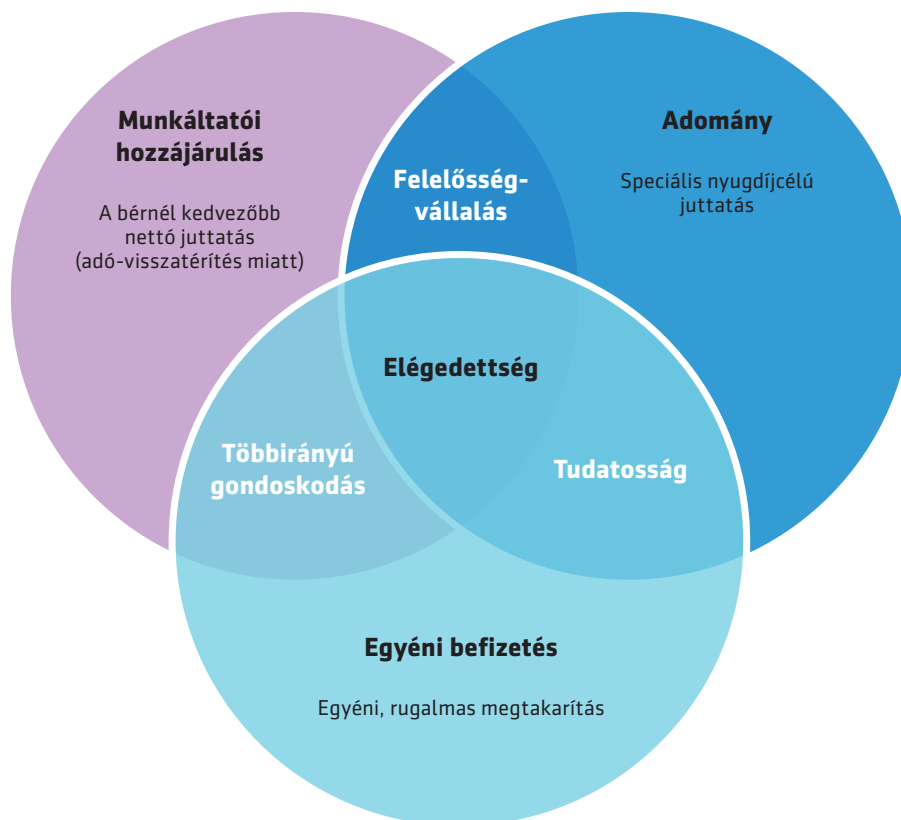 Munkáltatói
hozzájárulás
A bérnél kedvezőbb
nettó juttatás
(adó-visszatérítés miatt)
Felelősség-
vállalás
Adomány
Speciális nyugdíjcélú
juttatás
Elégedettség
Többirányú
gondoskodás
Tudatosság
Egyéni befizetés
Egyéni, rugalmas megtakarítás